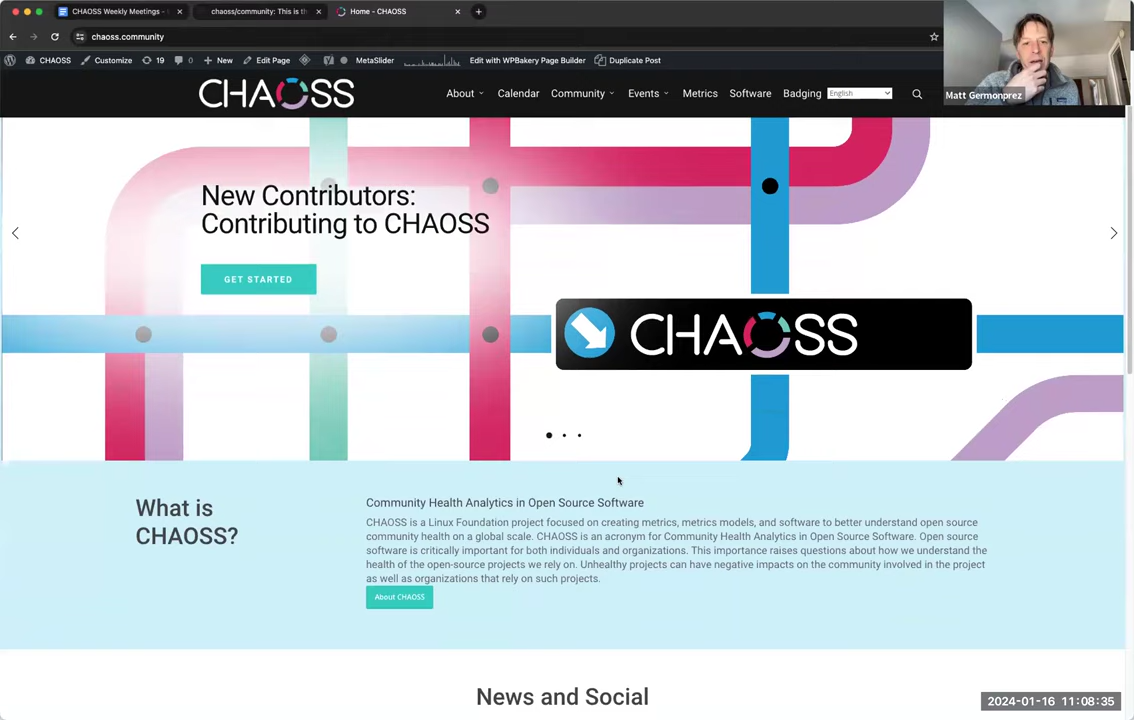 CHAOSS Weekly Meetings -
chaoss/community: This is th
Home - CHAOSS
chaoss.community
CHAOSS
Customize
19
0
New
Edit Page
MetaSlider
Edit with WPBakery Page Builder
Duplicate Post
Matt Germonprez
CHAOSS
About
Calendar
Community
Events
Metrics
Software
Badging
English
New Contributors:
Contributing to CHAOSS
GET STARTED
CHAOSS
What is
CHAOSS?
Community Health Analytics in Open Source Software
CHAOSS is a Linux Foundation project focused on creating metrics, metrics models, and software to better understand open source
community health on a global scale. CHAOSS is an acronym for Community Health Analytics in Open Source Software. Open source
software is critically important for both individuals and organizations. This importance raises questions about how we understand the
health of the open-source projects we rely on. Unhealthy projects can have negative impacts on the community involved in the project
as well as organizations that rely on such projects.
About CHAOSS
News and Social
2024-01-16 11:08:35